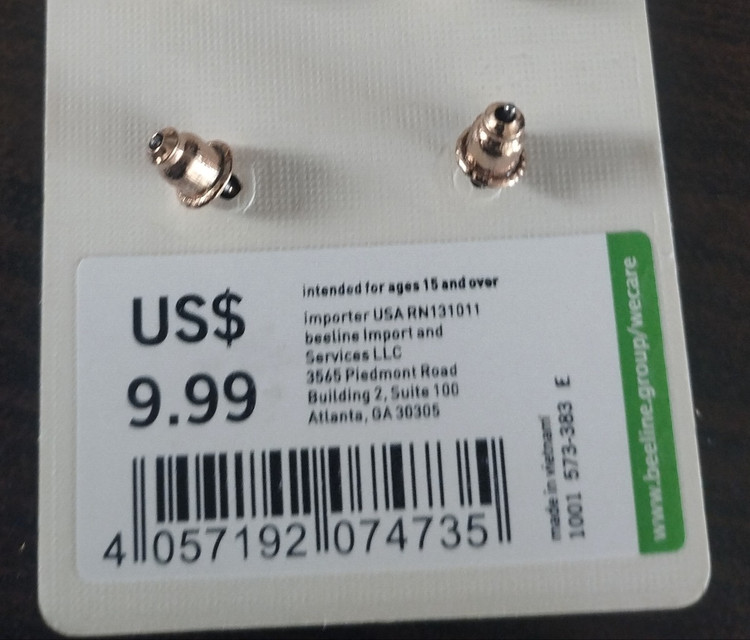 US$
9.99
intended for ages 15 and over
importer USA RN131011
beeline Import and
Services LLC
3565 Piedmont Road
Building 2, Suite 100
Atlanta, GA 30305
4 057192 074735
made in vietnam
1001 573-383 E
www.beeline.group/wecare